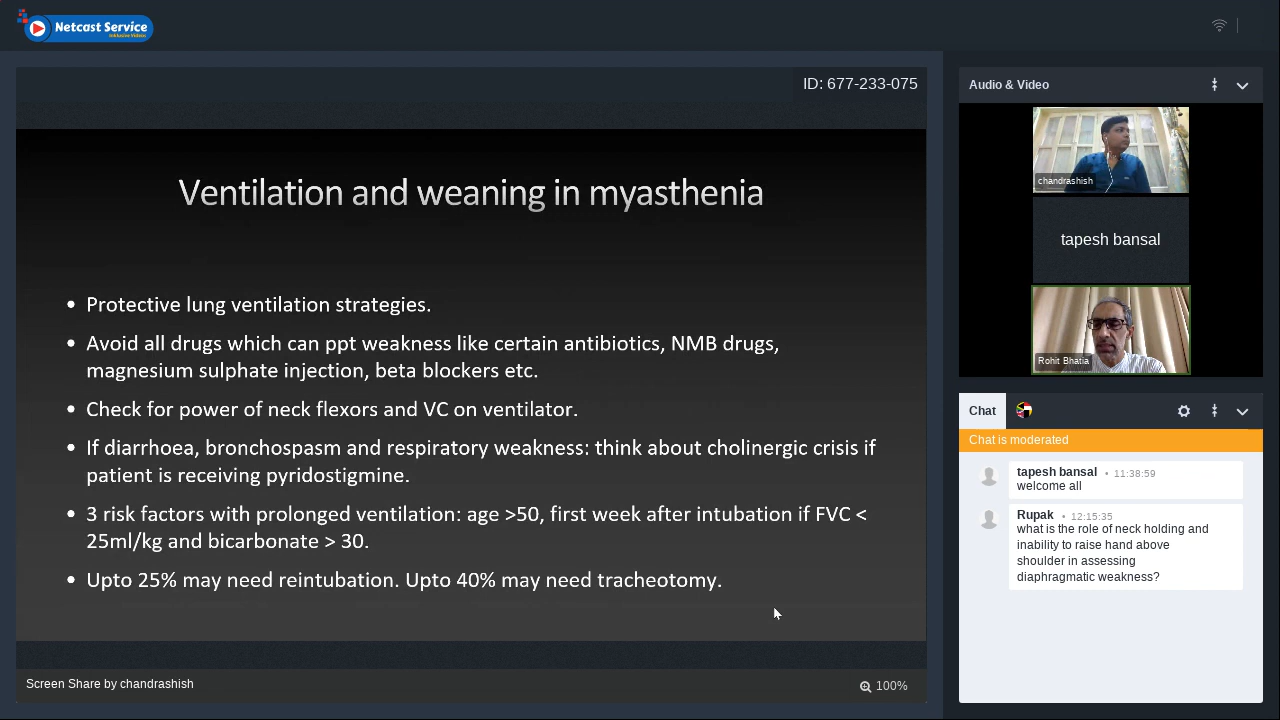 Netcast Service
Inklusive Videos
ID: 677-233-075
Ventilation and weaning in myasthenia
• Protective lung ventilation strategies.
• Avoid all drugs which can ppt weakness like certain antibiotics, NMB drugs,
magnesium sulphate injection, beta blockers etc.
• Check for power of neck flexors and VC on ventilator.
• If diarrhoea, bronchospasm and respiratory weakness: think about cholinergic crisis if
patient is receiving pyridostigmine.
• 3 risk factors with prolonged ventilation: age >50, first week after intubation if FVC <
25ml/kg and bicarbonate > 30.
• Upto 25% may need reintubation. Upto 40% may need tracheotomy.
Screen Share by chandrashish
100%
Audio & Video
chandrashish
tapesh bansal
Rohit Bhatia
Chat
Chat is moderated
tapesh bansal • 11:38:59
welcome all
Rupak • 12:15:35
what is the role of neck holding and
inability to raise hand above
shoulder in assessing
diaphragmatic weakness?